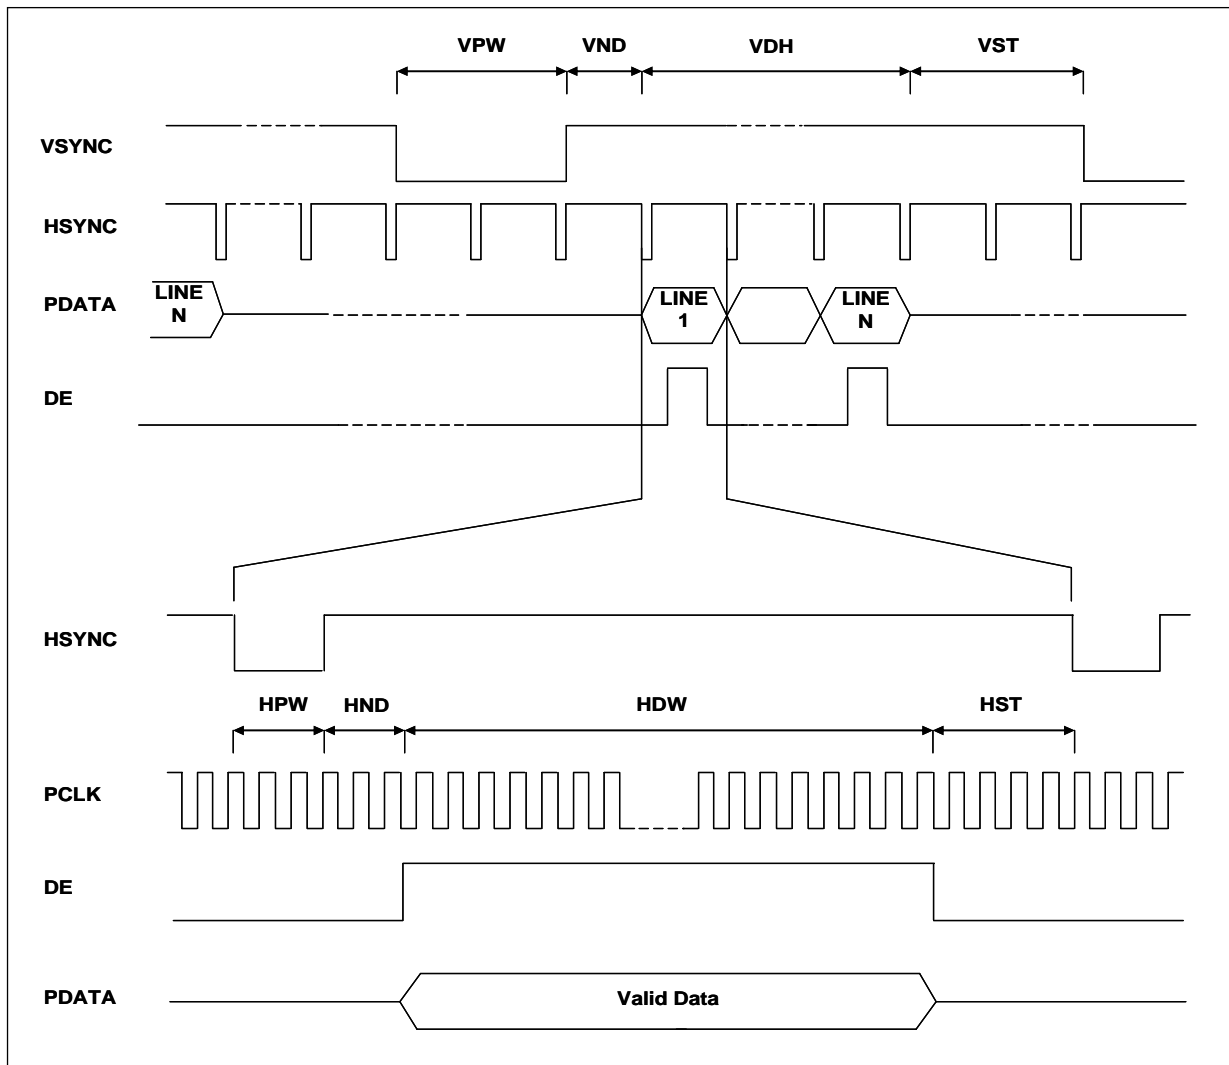 VPW VND VDH VST
VSYNC
HSYNC
PDATA
LINE
N
LINE
1
LINE
N
DE
HSYNC
HPW HND HDW HST
PCLK
DE
PDATA
Valid Data